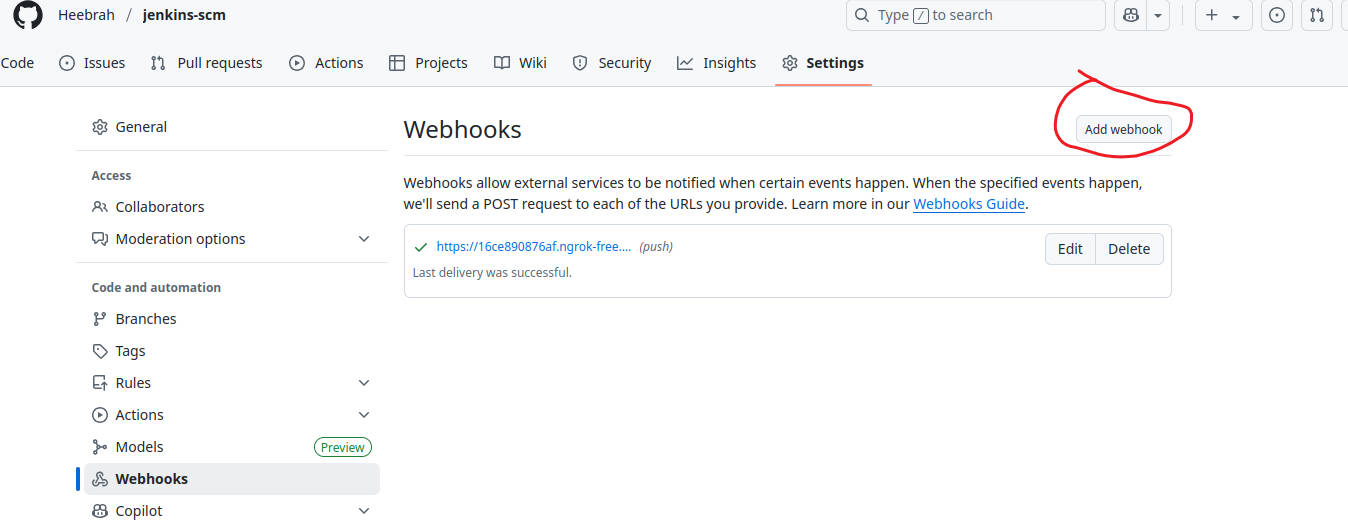 Heebrah / jenkins-scm
Type / to search
Code Issues Pull requests Actions Projects Wiki Security Insights Settings
General
Access
Collaborators
Moderation options
Code and automation
Branches
Tags
Rules
Actions
Models Preview
Webhooks
Copilot
Webhooks
Add webhook
Webhooks allow external services to be notified when certain events happen. When the specified events happen,
we'll send a POST request to each of the URLs you provide. Learn more in our Webhooks Guide.
https://16ce890876af.ngrok-free.... (push)
Edit Delete
Last delivery was successful.